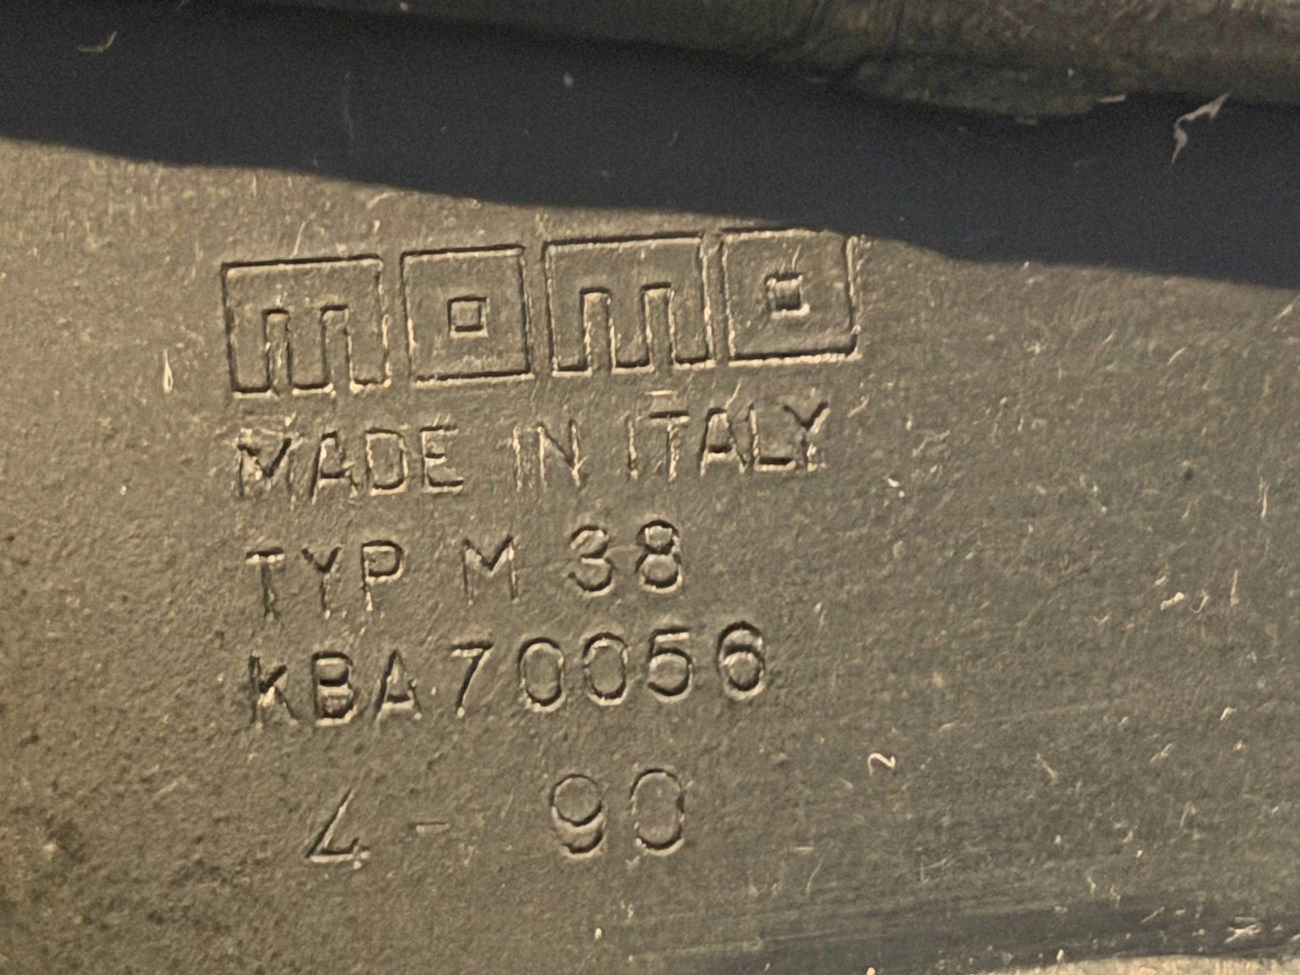 momo
MADE IN ITALY
TYP M 38
KBA 70056
4 - 90